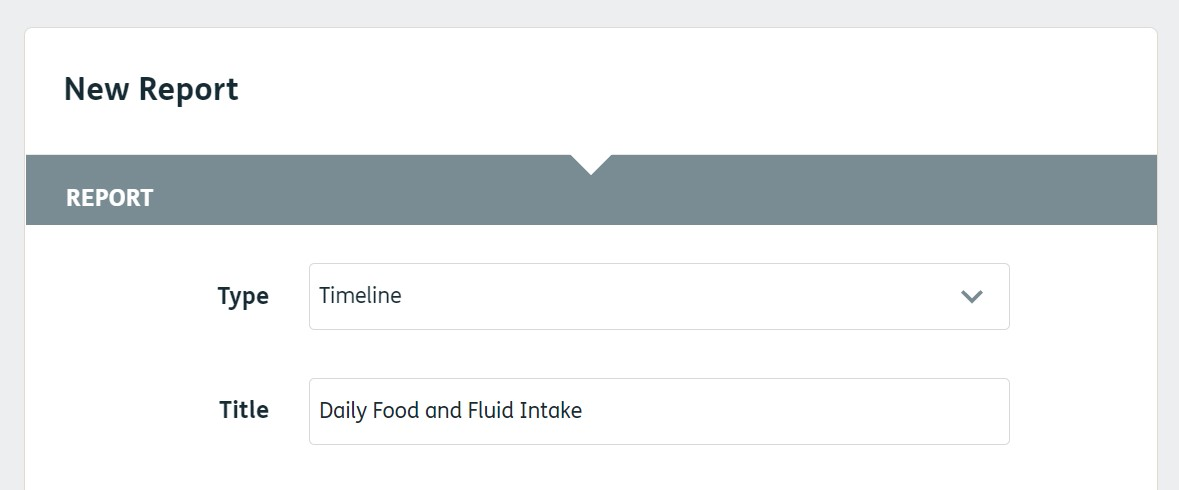 New Report
REPORT
Type Timeline
Title Daily Food and Fluid Intake